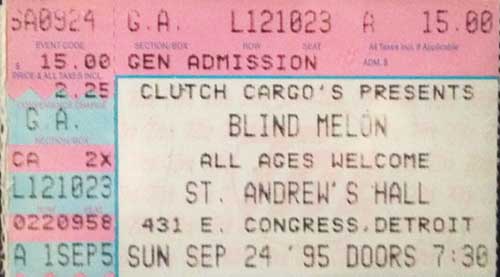 SA0924 G.A. L121023 A 15.00
EVENT CODE SECTION/BOX ROW SEAT All Taxes Incl. If Applicable
$ 15.00 GEN ADMISSION ADM. $
PRICE & ALL TAXES INCL.
2.25 CLUTCH CARGO'S PRESENTS
CONVENIENCE CHARGE
G.A. BLIND MELON
SECTION/BOX
CA 2X ALL AGES WELCOME
L121023 ST. ANDREW'S HALL
0220958 431 E. CONGRESS,DETROIT
A 1SEP5 SUN SEP 24 '95 DOORS 7:30